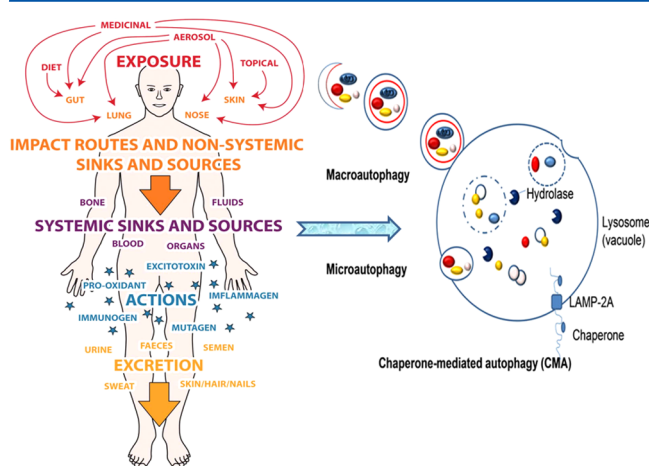 MEDICINAL
AEROSOL
DIET
EXPOSURE
TOPICAL
GUT
SKIN
LUNG
NOSE
IMPACT ROUTES AND NON-SYSTEMIC
SINKS AND SOURCES
BONE
FLUIDS
SYSTEMIC SINKS AND SOURCES
BLOOD
ORGANS
EXCITOTOXIN
PRO-OXIDANT
ACTIONS
IMFLAMMAGEN
IMMUNOGEN
MUTAGEN
URINE
FAECES
SEMEN
EXCRETION
SWEAT
SKIN/HAIR/NAILS
Macroautophagy
Microautophagy
Hydrolase
Lysosome
(vacuole)
LAMP-2A
Chaperone
Chaperone-mediated autophagy (CMA)